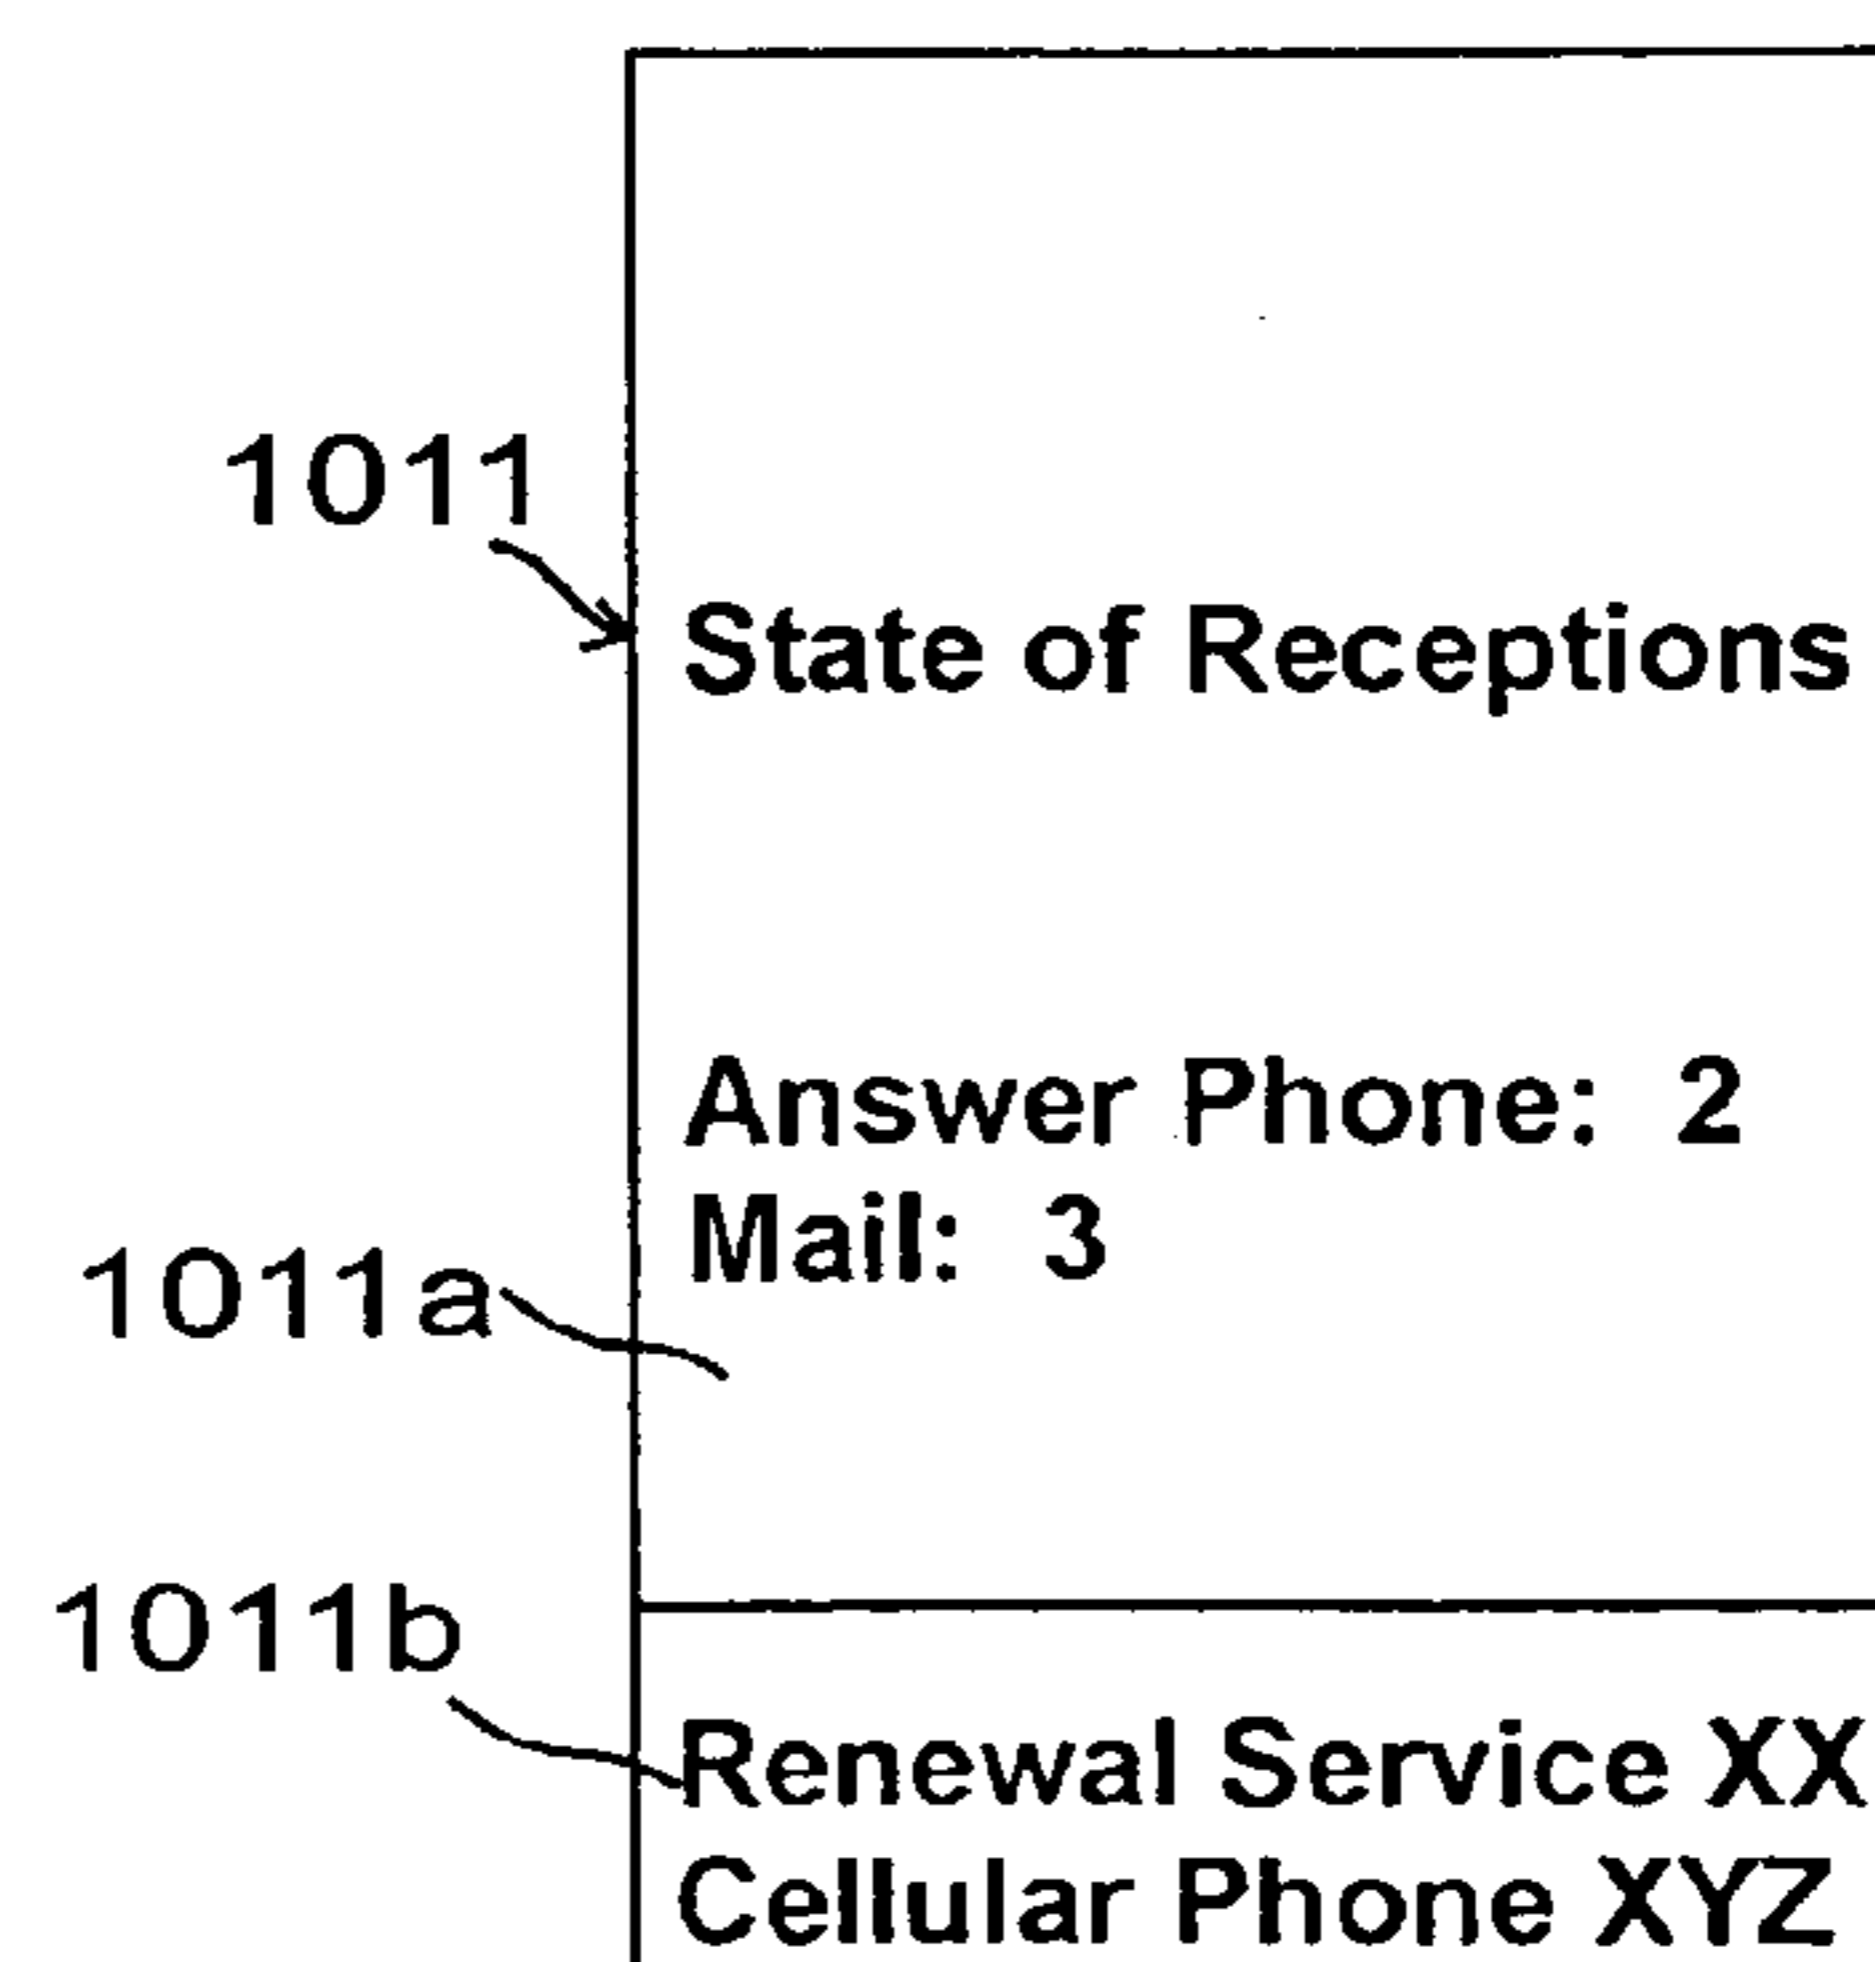 1011
State of Receptions
Answer Phone: 2
Mail: 3
1011a
1011b
Renewal Service XX
Cellular Phone XYZ